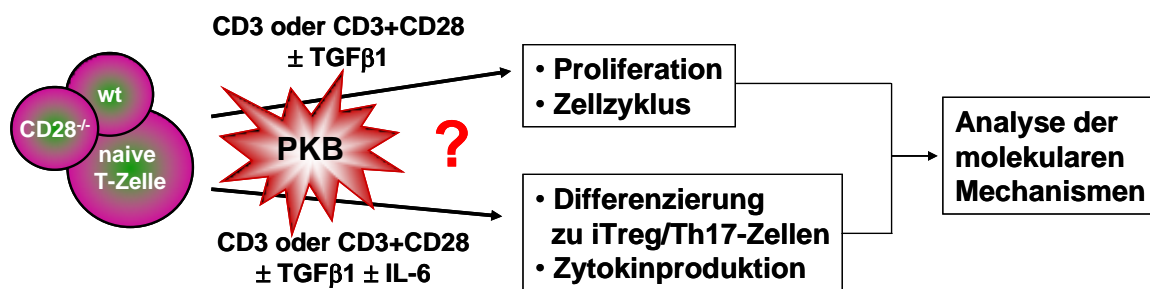 CD3 oder CD3+CD28
± TGFβ1
wt
CD28-/-
naive
T-Zelle
PKB
?
CD3 oder CD3+CD28
± TGFβ1 ± IL-6
• Proliferation
• Zellzyklus
• Differenzierung
zu iTreg/Th17-Zellen
• Zytokinproduktion
Analyse der
molekularen
Mechanismen